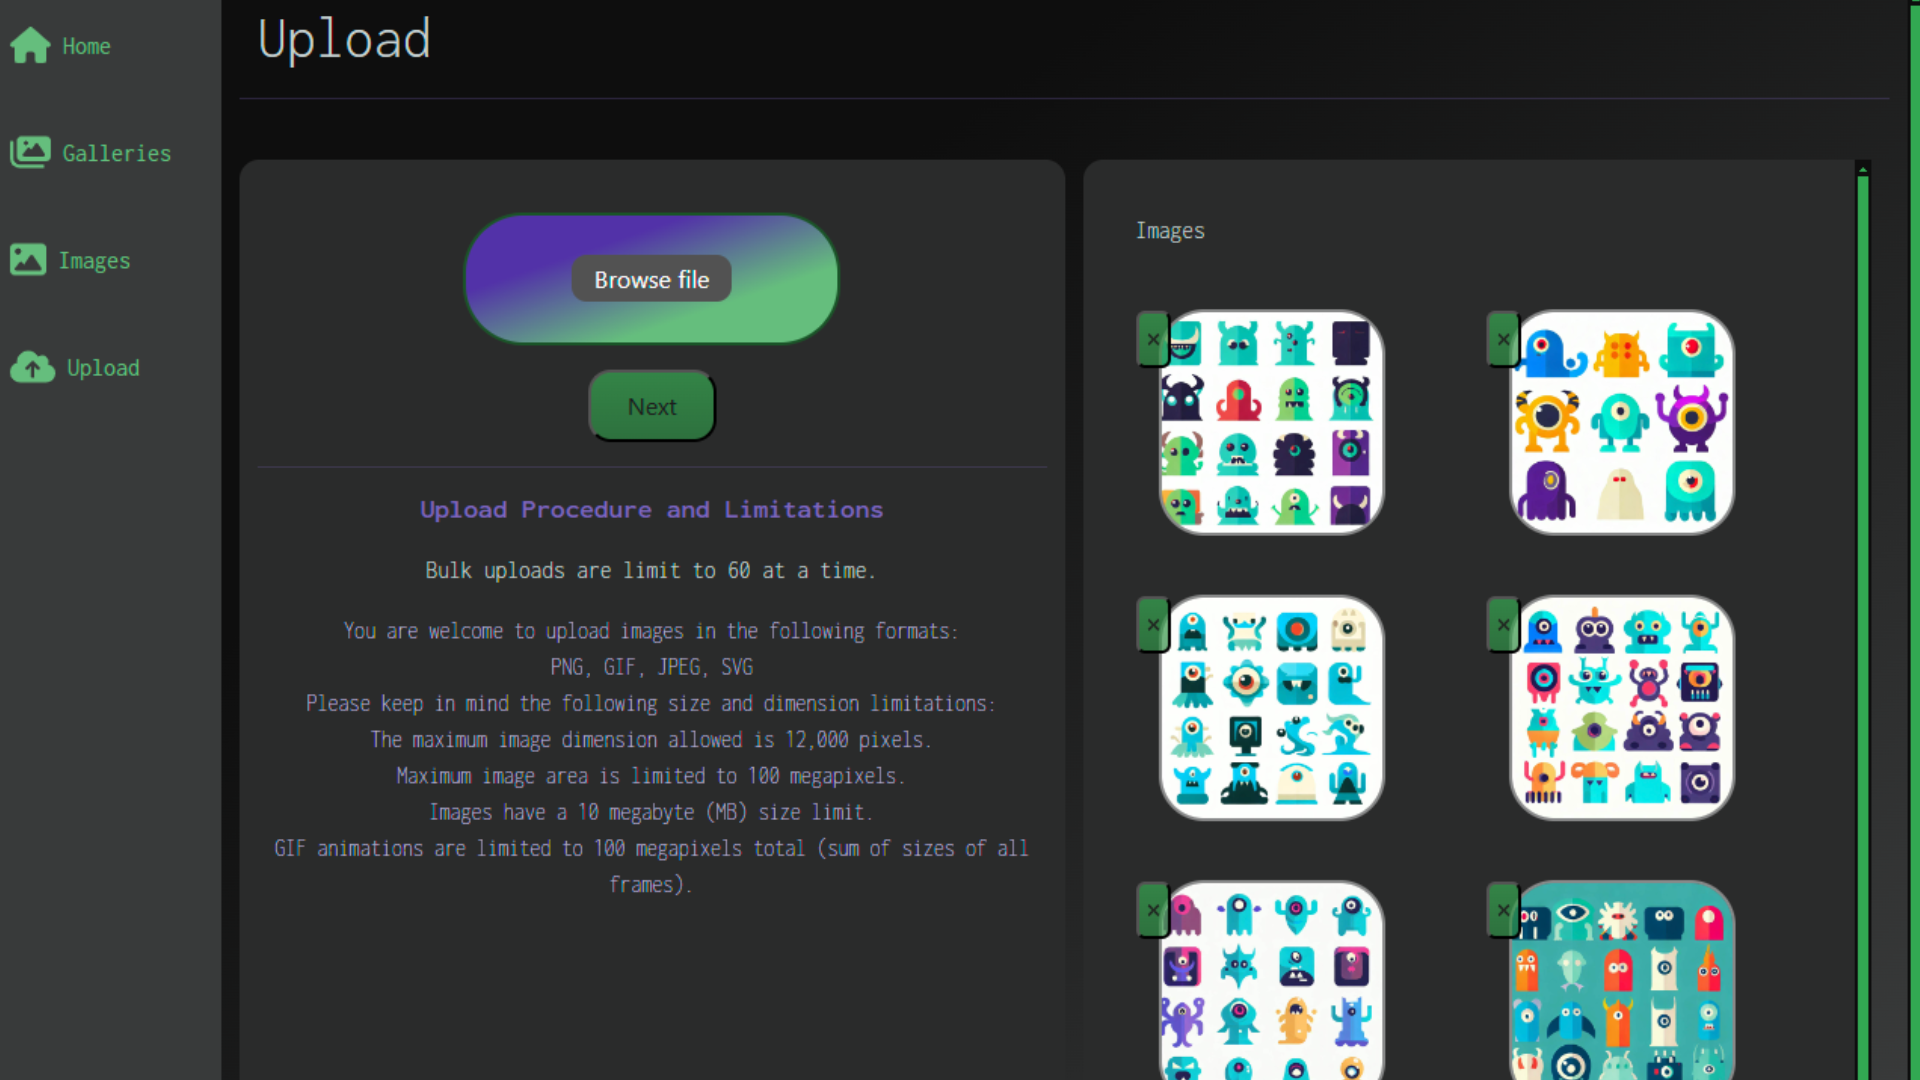 Home
Galleries
Images
Upload
Upload
Browse file
Next
Upload Procedure and Limitations
Bulk uploads are limit to 60 at a time.
You are welcome to upload images in the following formats:
PNG, GIF, JPEG, SVG
Please keep in mind the following size and dimension limitations:
The maximum image dimension allowed is 12,000 pixels.
Maximum image area is limited to 100 megapixels.
Images have a 10 megabyte (MB) size limit.
GIF animations are limited to 100 megapixels total (sum of sizes of all
frames).
Images
×
×
×
×
×
×